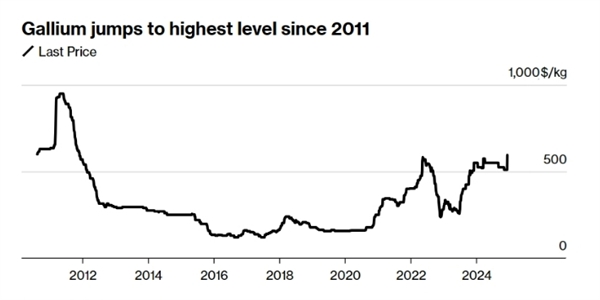 Gallium jumps to highest level since 2011
Last Price
1,000$/kg
500
0
2012 2014 2016 2018 2020 2022 2024